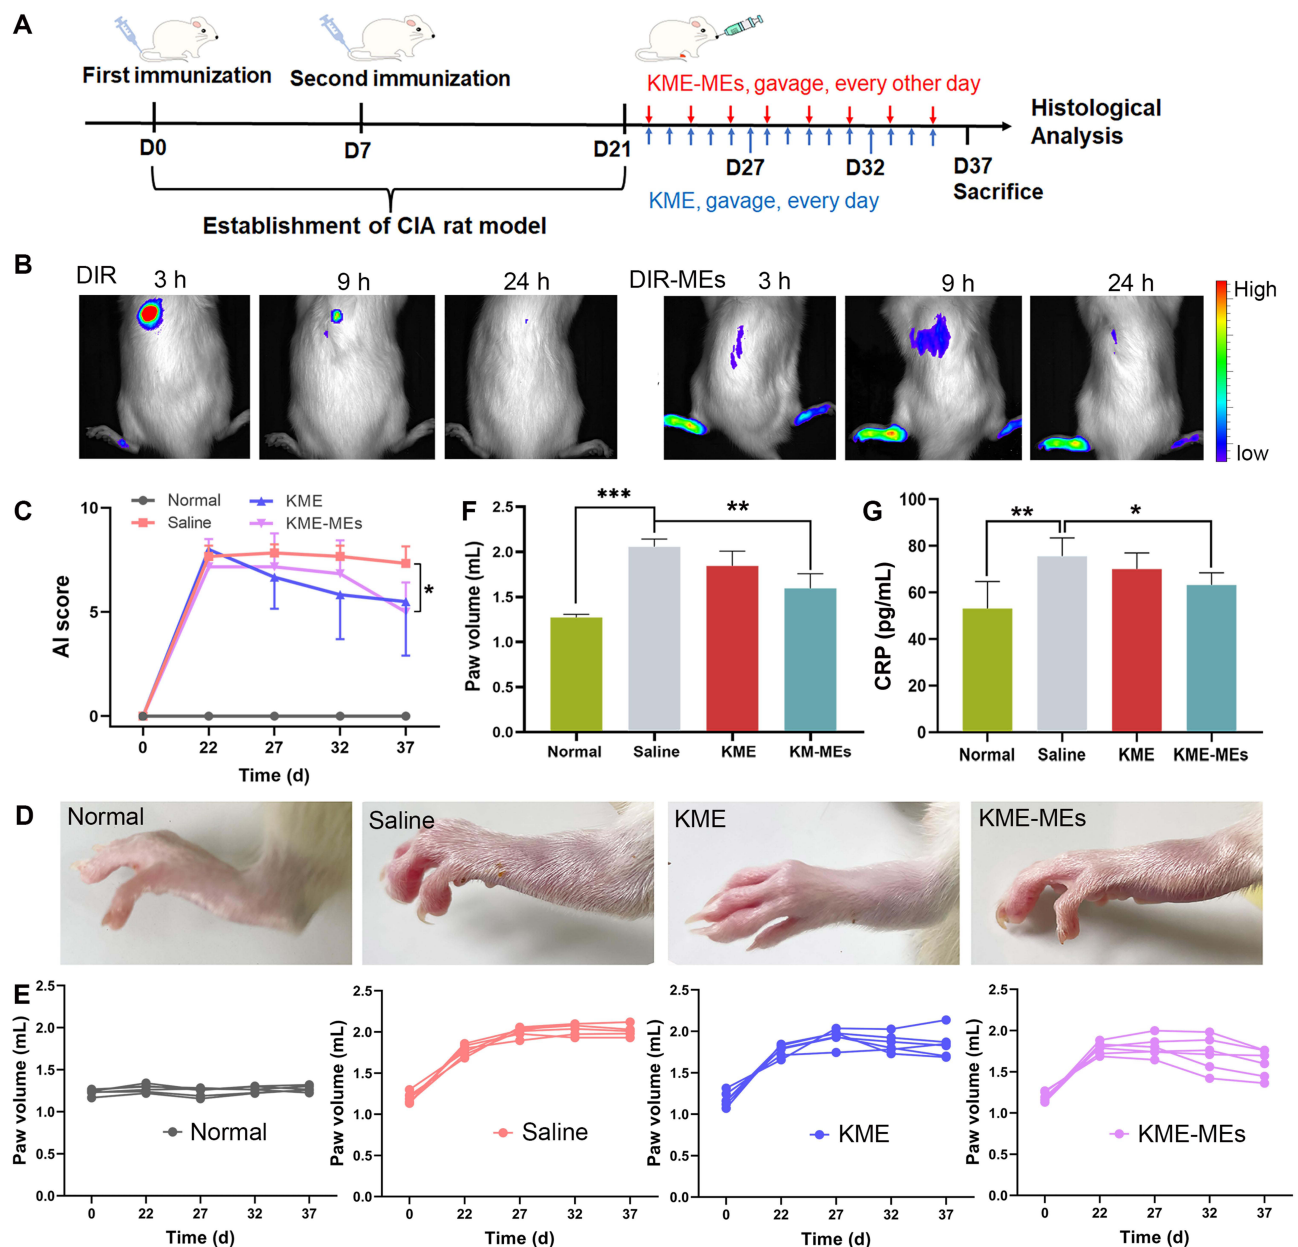 A
First immunization
Second immunization
KME-MEs, gavage, every other day
Histological
Analysis
D0
D7
D21
D27
D32
D37
Sacrifice
KME, gavage, every day
Establishment of CIA rat model
B
DIR
3 h
9 h
24 h
DIR-MEs
3 h
9 h
24 h
High
low
C
Normal
Saline
KME
KME-MEs
10
5
0
AI score
*
0
22
27
32
37
Time (d)
F
***
**
2.5
2.0
1.5
1.0
0.5
0.0
Paw volume (mL)
Normal
Saline
KME
KM-MEs
G
**
*
100
80
60
40
20
0
CRP (pg/mL)
Normal
Saline
KME
KME-MEs
D
Normal
Saline
KME
KME-MEs
E
2.5
2.0
1.5
1.0
0.5
0.0
Paw volume (mL)
Normal
0
22
27
32
37
Time (d)
2.5
2.0
1.5
1.0
0.5
0.0
Paw volume (mL)
Saline
0
22
27
32
37
Time (d)
2.5
2.0
1.5
1.0
0.5
0.0
Paw volume (mL)
KME
0
22
27
32
37
Time (d)
2.5
2.0
1.5
1.0
0.5
0.0
Paw volume (mL)
KME-MEs
0
22
27
32
37
Time (d)